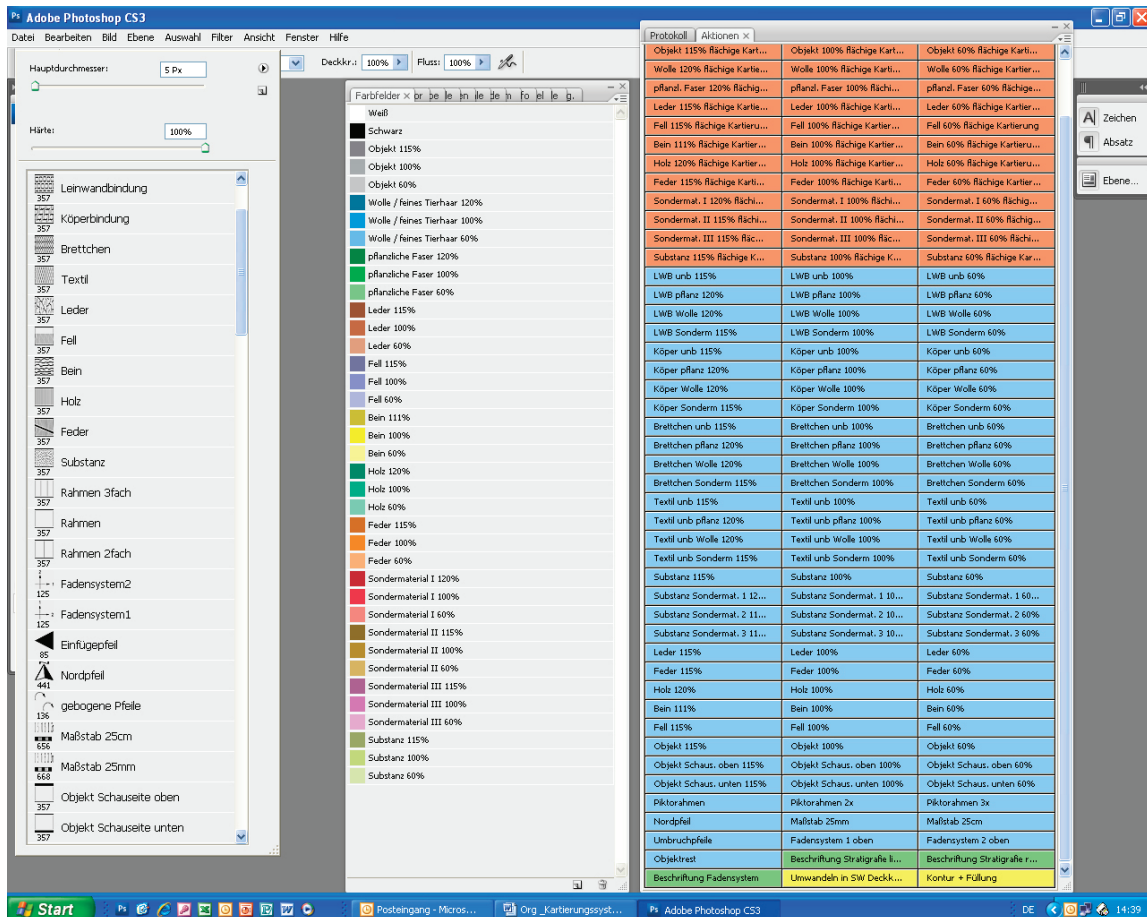 Ps Adobe Photoshop CS3
Datei Bearbeiten Bild Ebene Auswahl Filter Ansicht Fenster Hilfe
Deckkr.: 100% Fluss: 100%
Hauptdurchmesser: 5 Px
Härte: 100%
Leinwandbindung
357
Köperbindung
357
Brettchen
357
Textil
357
Leder
357
Fell
357
Bein
357
Holz
357
Feder
357
Substanz
357
Rahmen 3fach
357
Rahmen
357
Rahmen 2fach
357
Fadensystem2
125
Fadensystem1
125
Einfügepfeil
85
Nordpfeil
441
gebogene Pfeile
136
Maßstab 25cm
656
Maßstab 25mm
668
Objekt Schauseite oben
357
Objekt Schauseite unten
357
Farbfelder
Weiß
Schwarz
Objekt 115%
Objekt 100%
Objekt 60%
Wolle / feines Tierhaar 120%
Wolle / feines Tierhaar 100%
Wolle / feines Tierhaar 60%
pflanzliche Faser 120%
pflanzliche Faser 100%
pflanzliche Faser 60%
Leder 115%
Leder 100%
Leder 60%
Fell 115%
Fell 100%
Fell 60%
Bein 111%
Bein 100%
Bein 60%
Holz 120%
Holz 100%
Holz 60%
Feder 115%
Feder 100%
Feder 60%
Sondermaterial I 120%
Sondermaterial I 100%
Sondermaterial I 60%
Sondermaterial II 115%
Sondermaterial II 100%
Sondermaterial II 60%
Sondermaterial III 115%
Sondermaterial III 100%
Sondermaterial III 60%
Substanz 115%
Substanz 100%
Substanz 60%
Protokoll Aktionen
Objekt 115% flächige Kart... Objekt 100% flächige Kart... Objekt 60% flächige Karti...
Wolle 120% flächige Kartie... Wolle 100% flächige Kartie... Wolle 60% flächige Kartier...
pflanzl. Faser 120% flächig... pflanzl. Faser 100% flächi... pflanzl. Faser 60% flächige...
Leder 115% flächige Kartie... Leder 100% flächige Kartie... Leder 60% flächige Kartier...
Fell 115% flächige Kartieru... Fell 100% flächige Kartier... Fell 60% flächige Kartierung
Bein 111% flächige Kartier... Bein 100% flächige Kartier... Bein 60% flächige Kartieru...
Holz 120% flächige Kartier... Holz 100% flächige Kartier... Holz 60% flächige Kartieru...
Feder 115% flächige Karti... Feder 100% flächige Karti... Feder 60% flächige Kartier...
Sondermat. I 120% flächi... Sondermat. I 100% flächi... Sondermat. I 60% flächig...
Sondermat. II 115% flächi... Sondermat. II 100% flächi... Sondermat. II 60% flächig...
Sondermat. III 115% fläc... Sondermat. III 100% fläc... Sondermat. III 60% flächi...
Substanz 115% flächige K... Substanz 100% flächige K... Substanz 60% flächige Kar...
LWB unb 115% LWB unb 100% LWB unb 60%
LWB pflanz 120% LWB pflanz 100% LWB pflanz 60%
LWB Wolle 120% LWB Wolle 100% LWB Wolle 60%
LWB Sonderm 115% LWB Sonderm 100% LWB Sonderm 60%
Köper unb 115% Köper unb 100% Köper unb 60%
Köper pflanz 120% Köper pflanz 100% Köper pflanz 60%
Köper Wolle 120% Köper Wolle 100% Köper Wolle 60%
Köper Sonderm 115% Köper Sonderm 100% Köper Sonderm 60%
Brettchen unb 115% Brettchen unb 100% Brettchen unb 60%
Brettchen pflanz 120% Brettchen pflanz 100% Brettchen pflanz 60%
Brettchen Wolle 120% Brettchen Wolle 100% Brettchen Wolle 60%
Brettchen Sonderm 115% Brettchen Sonderm 100% Brettchen Sonderm 60%
Textil unb 115% Textil unb 100% Textil unb 60%
Textil unb pflanz 120% Textil unb pflanz 100% Textil unb pflanz 60%
Textil unb Wolle 120% Textil unb Wolle 100% Textil unb Wolle 60%
Textil unb Sonderm 115% Textil unb Sonderm 100% Textil unb Sonderm 60%
Substanz 115% Substanz 100% Substanz 60%
Substanz Sondermat. 1 12... Substanz Sondermat. 1 10... Substanz Sondermat. 1 60...
Substanz Sondermat. 2 11... Substanz Sondermat. 2 10... Substanz Sondermat. 2 60%
Substanz Sondermat. 3 11... Substanz Sondermat. 3 10... Substanz Sondermat. 3 60%
Leder 115% Leder 100% Leder 60%
Feder 115% Feder 100% Feder 60%
Holz 120% Holz 100% Holz 60%
Bein 111% Bein 100% Bein 60%
Fell 115% Fell 100% Fell 60%
Objekt 115% Objekt 100% Objekt 60%
Objekt Schaus. oben 115% Objekt Schaus. oben 100% Objekt Schaus. oben 60%
Objekt Schaus. unten 115% Objekt Schaus. unten 100% Objekt Schaus. unten 60%
Piktorahmen Piktorahmen 2x Piktorahmen 3x
Nordpfeil Maßstab 25mm Maßstab 25cm
Umbruchpfeile Fadensystem 1 oben Fadensystem 2 oben
Objektrest Beschriftung Stratigrafie li... Beschriftung Stratigrafie r...
Beschriftung Fadensystem Umwandeln in SW Deckk... Kontur + Füllung
Zeichen
Absatz
Ebene...
Start Posteingang - Micros... Org _Kartierungssyst... Ps Adobe Photoshop CS3 DE 14:39